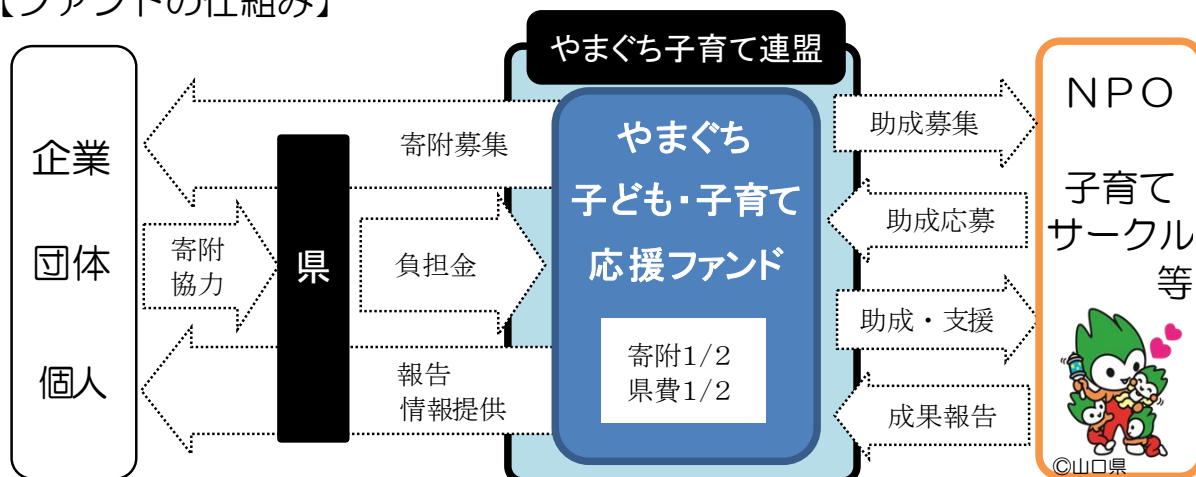 【ファンドの仕組み】
やまぐち子育て連盟
企業
団体
個人
寄附募集
寄附
協力
県
負担金
報告
情報提供
やまぐち
子ども・子育て
応援ファンド
寄附1/2
県費1/2
助成募集
助成応募
助成・支援
成果報告
NPO
子育て
サークル
等
©山口県